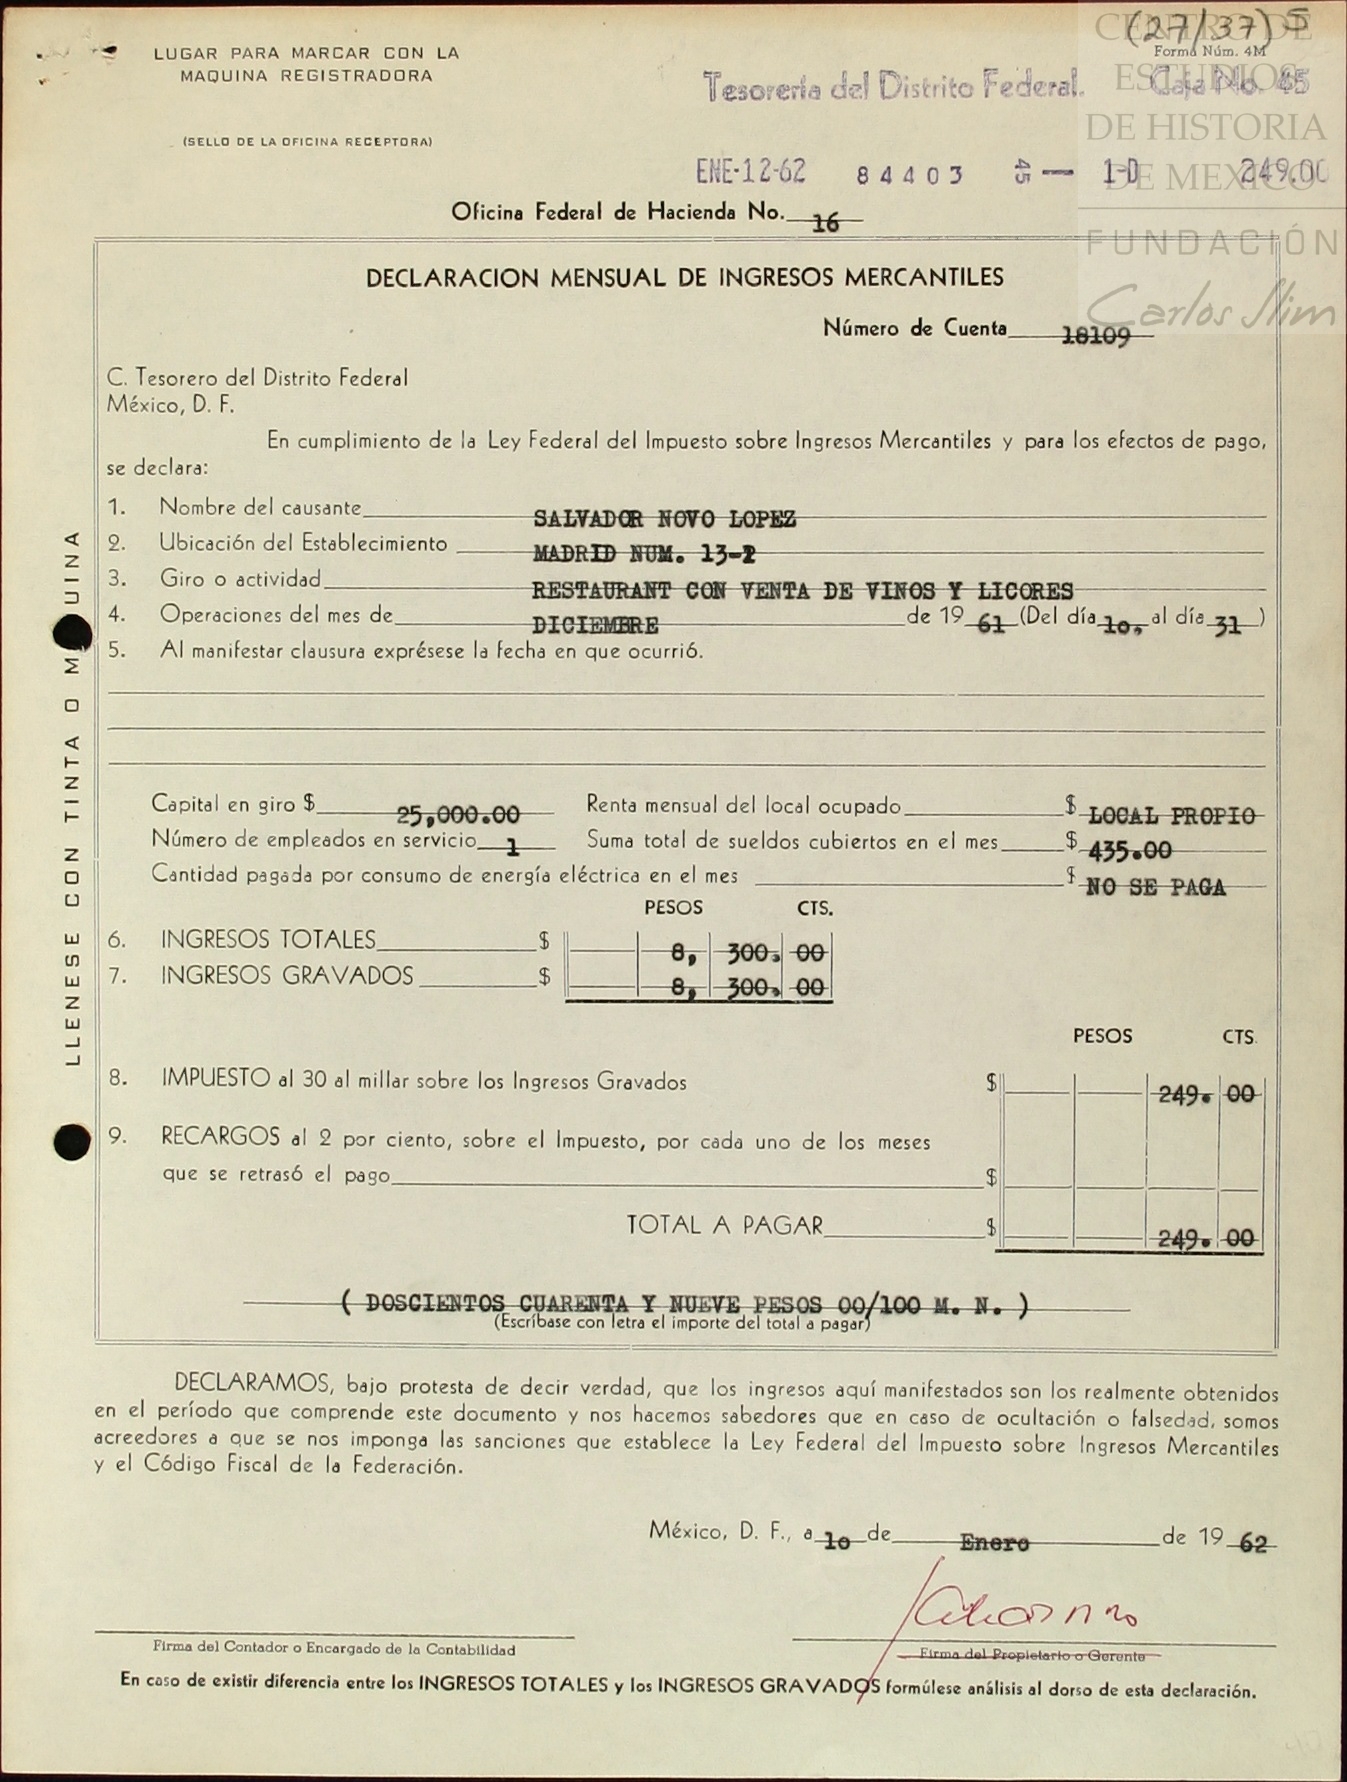 (27/37) 5
LUGAR PARA MARCAR CON LA
MAQUINA REGISTRADORA
Forma Núm. 4M
CENTRO DE
ESTUDIOS
DE HISTORIA
DE MEXICO
FUNDACIÓN
Carlos Slim
Tesorería del Distrito Federal. Caja No. 45
(SELLO DE LA OFICINA RECEPTORA)
ENE-12-62 84403 45 — 1-D 249.00
Oficina Federal de Hacienda No. 16
DECLARACION MENSUAL DE INGRESOS MERCANTILES
Número de Cuenta 18109
C. Tesorero del Distrito Federal
México, D. F.
En cumplimiento de la Ley Federal del Impuesto sobre Ingresos Mercantiles y para los efectos de pago,
se declara:
1. Nombre del causante SALVADOR NOVO LOPEZ
2. Ubicación del Establecimiento MADRID NUM. 13-2
3. Giro o actividad RESTAURANT CON VENTA DE VINOS Y LICORES
4. Operaciones del mes de DICIEMBRE de 19 61 (Del día 1o. al día 31 )
5. Al manifestar clausura exprésese la fecha en que ocurrió.
LLENESE CON TINTA O MAQUINA
Capital en giro $ 25,000.00 Renta mensual del local ocupado $ LOCAL PROPIO
Número de empleados en servicio 1 Suma total de sueldos cubiertos en el mes $ 435.00
Cantidad pagada por consumo de energía eléctrica en el mes $ NO SE PAGA
PESOS CTS.
6. INGRESOS TOTALES $ 8, 300. 00
7. INGRESOS GRAVADOS $ 8, 300. 00
PESOS CTS.
8. IMPUESTO al 30 al millar sobre los Ingresos Gravados $ 249. 00
9. RECARGOS al 2 por ciento, sobre el Impuesto, por cada uno de los meses
que se retrasó el pago $
TOTAL A PAGAR $ 249. 00
( DOSCIENTOS CUARENTA Y NUEVE PESOS 00/100 M. N. )
(Escríbase con letra el importe del total a pagar)
DECLARAMOS, bajo protesta de decir verdad, que los ingresos aquí manifestados son los realmente obtenidos
en el período que comprende este documento y nos hacemos sabedores que en caso de ocultación o falsedad, somos
acreedores a que se nos imponga las sanciones que establece la Ley Federal del Impuesto sobre Ingresos Mercantiles
y el Código Fiscal de la Federación.
México, D. F., a 1o de Enero de 19 62
Firma del Contador o Encargado de la Contabilidad
Firma del Propietario o Gerente
En caso de existir diferencia entre los INGRESOS TOTALES y los INGRESOS GRAVADOS formúlese análisis al dorso de esta declaración.